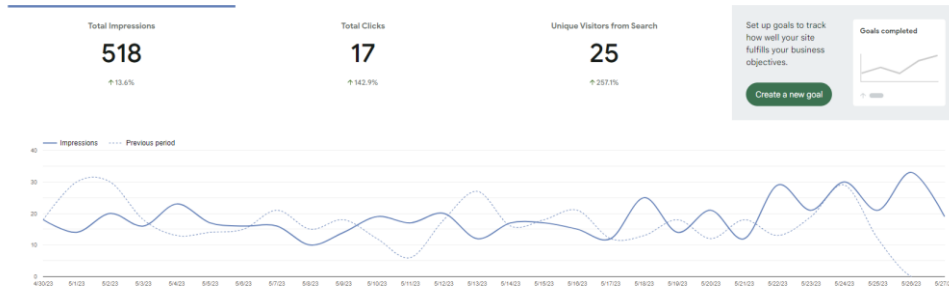 Total Impressions
518
↑13.6%
Total Clicks
17
↑142.9%
Unique Visitors from Search
25
↑257.1%
Set up goals to track
how well your site
fulfills your business
objectives.
Create a new goal
Goals completed
Impressions
Previous period
40
30
20
10
0
4/30/23 5/1/23 5/2/23 5/3/23 5/4/23 5/5/23 5/6/23 5/7/23 5/8/23 5/9/23 5/10/23 5/11/23 5/12/23 5/13/23 5/14/23 5/15/23 5/16/23 5/17/23 5/18/23 5/19/23 5/20/23 5/21/23 5/22/23 5/23/23 5/24/23 5/25/23 5/26/23 5/27/2